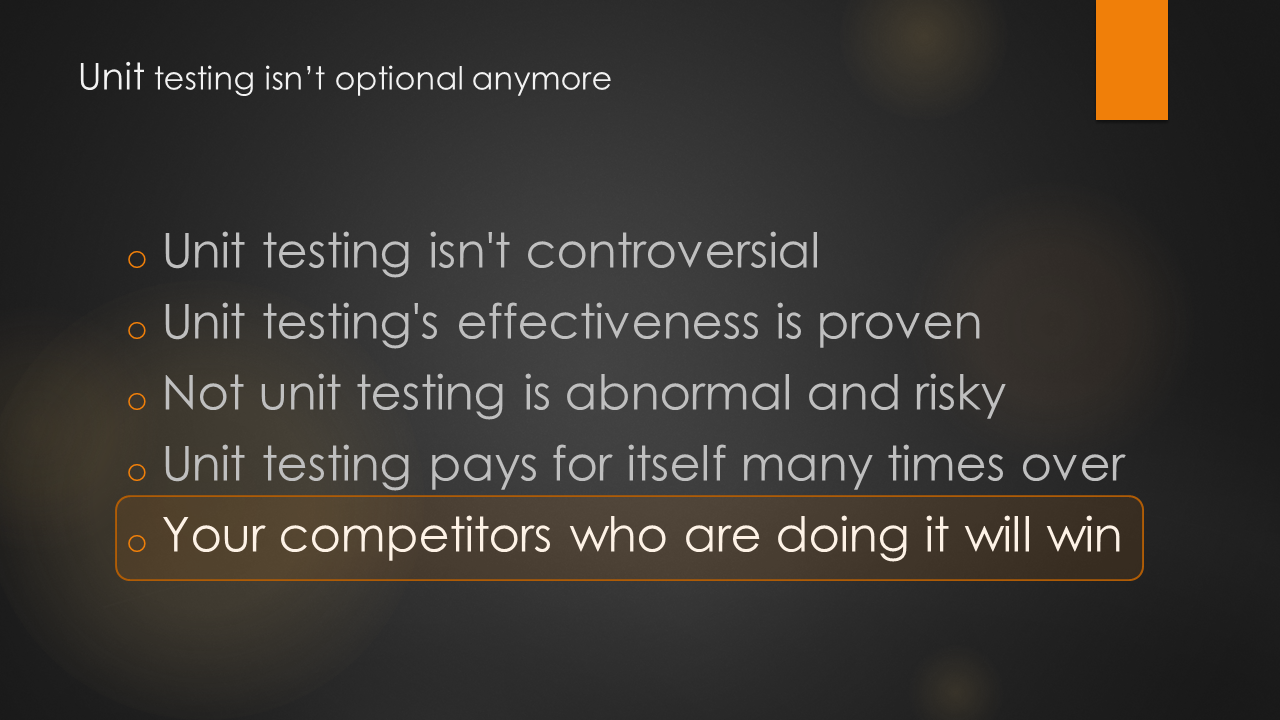 Unit testing isn’t optional anymore
Unit testing isn't controversial
Unit testing's effectiveness is proven
Not unit testing is abnormal and risky
Unit testing pays for itself many times over
Your competitors who are doing it will win